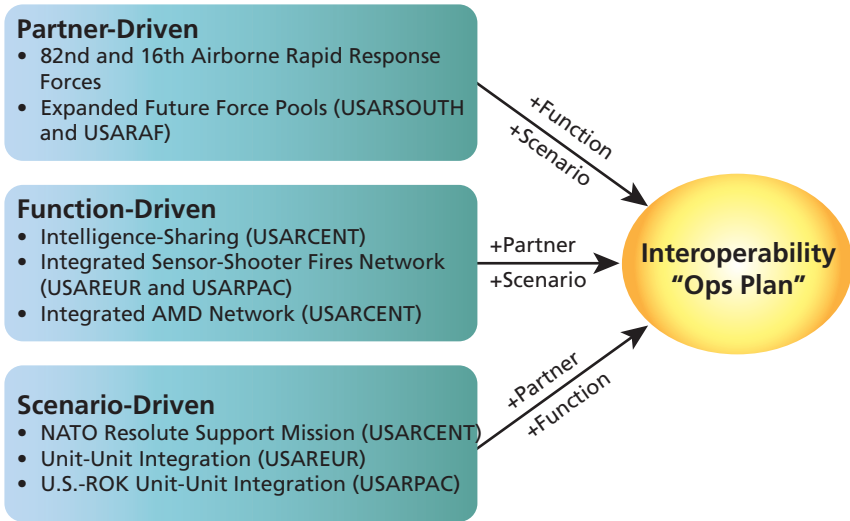 Partner-Driven
• 82nd and 16th Airborne Rapid Response
Forces
• Expanded Future Force Pools (USARSOUTH
and USARAF)
+Function
+Scenario
Function-Driven
• Intelligence-Sharing (USARCENT)
• Integrated Sensor-Shooter Fires Network
(USAREUR and USARPAC)
• Integrated AMD Network (USARCENT)
+Partner
+Scenario
Interoperability
“Ops Plan”
Scenario-Driven
• NATO Resolute Support Mission (USARCENT)
• Unit-Unit Integration (USAREUR)
• U.S.-ROK Unit-Unit Integration (USARPAC)
+Partner
+Function